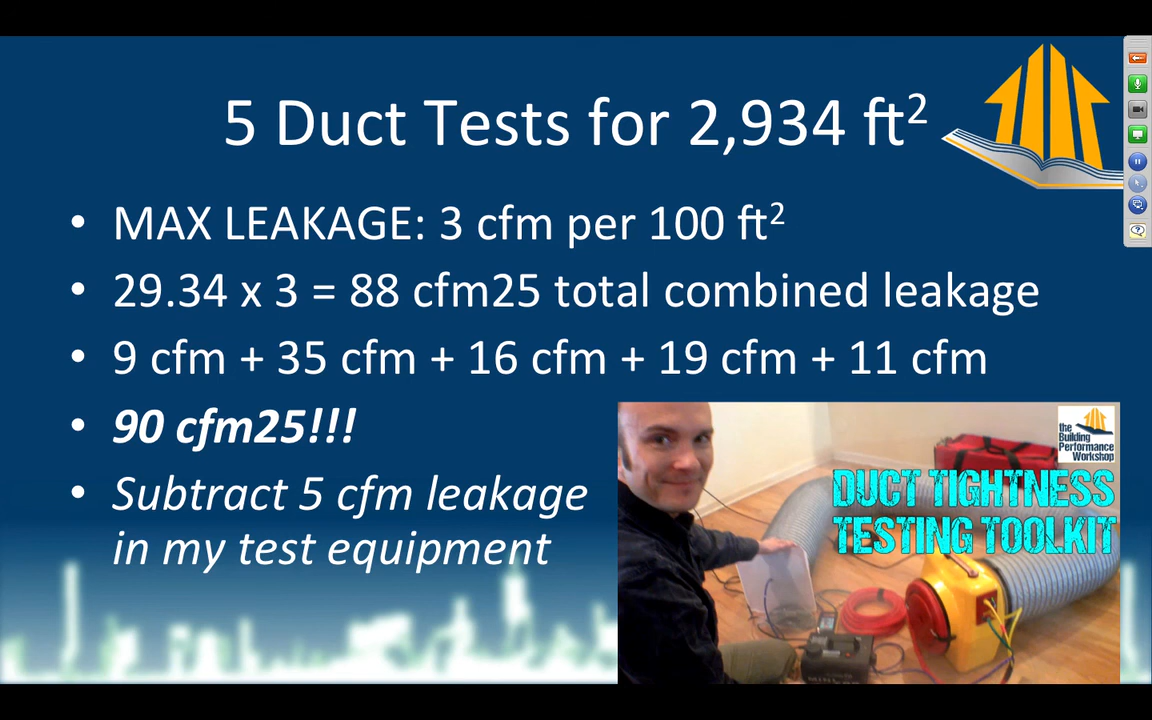 5 Duct Tests for 2,934 ft²
• MAX LEAKAGE: 3 cfm per 100 ft²
• 29.34 x 3 = 88 cfm25 total combined leakage
• 9 cfm + 35 cfm + 16 cfm + 19 cfm + 11 cfm
• 90 cfm25!!!
• Subtract 5 cfm leakage
in my test equipment
the
Building
Performance
Workshop
DUCT TIGHTNESS
TESTING TOOLKIT